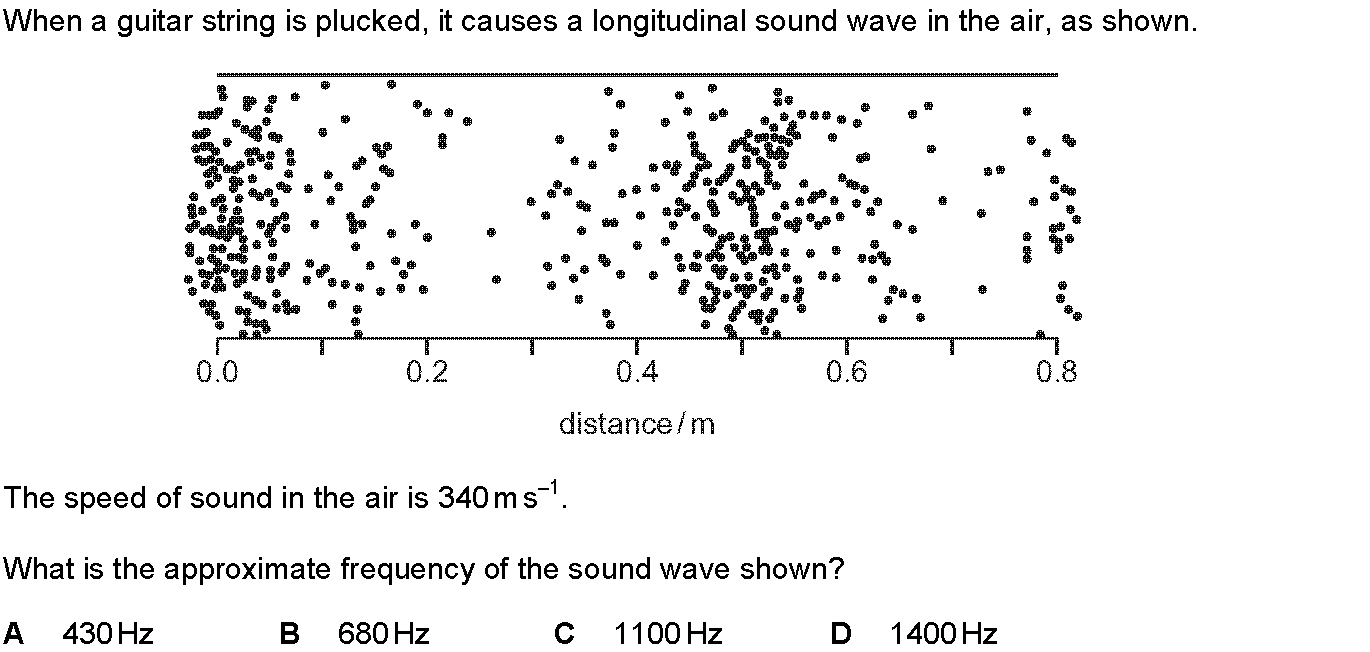 When a guitar string is plucked, it causes a longitudinal sound wave in the air, as shown.
0.0 0.2 0.4 0.6 0.8
distance / m
The speed of sound in the air is 340 m s⁻¹.
What is the approximate frequency of the sound wave shown?
A 430 Hz B 680 Hz C 1100 Hz D 1400 Hz